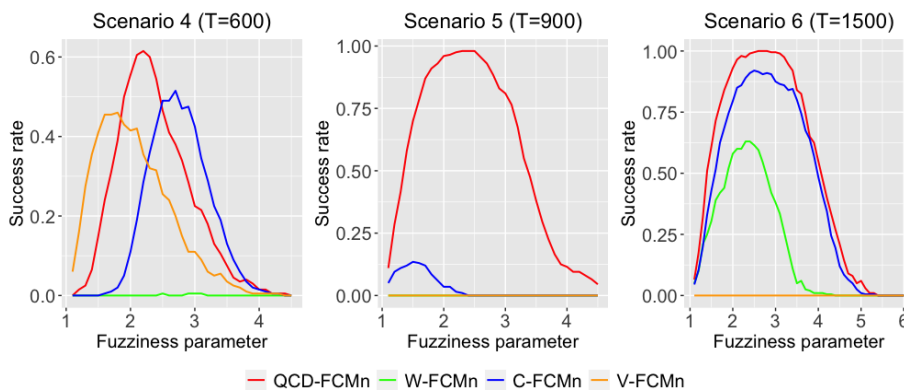 Scenario 4 (T=600)
Scenario 5 (T=900)
Scenario 6 (T=1500)
Success rate
0.6
0.4
0.2
0.0
1 2 3 4
Fuzziness parameter
Success rate
1.00
0.75
0.50
0.25
0.00
1 2 3 4
Fuzziness parameter
Success rate
1.00
0.75
0.50
0.25
0.00
1 2 3 4 5 6
Fuzziness parameter
QCD-FCMn W-FCMn C-FCMn V-FCMn